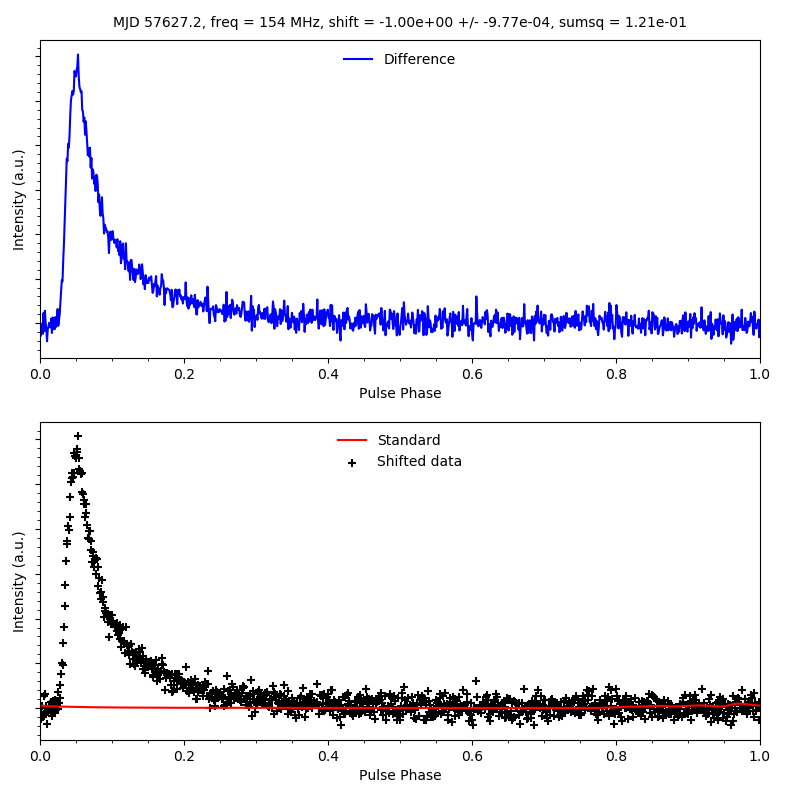 MJD 57627.2, freq = 154 MHz, shift = -1.00e+00 +/- -9.77e-04, sumsq = 1.21e-01
Difference
Intensity (a.u.)
0.0 0.2 0.4 0.6 0.8 1.0
Pulse Phase
Standard
Shifted data
Intensity (a.u.)
0.0 0.2 0.4 0.6 0.8 1.0
Pulse Phase